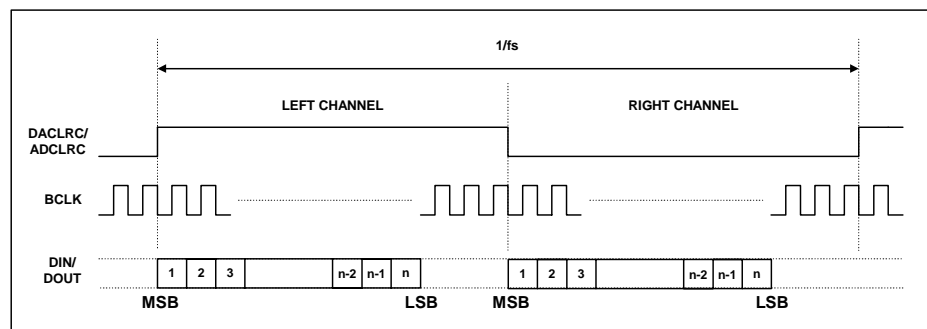 1/fs
LEFT CHANNEL
RIGHT CHANNEL
DACLRC/
ADCLRC
BCLK
DIN/
DOUT
1 2 3 n-2 n-1 n 1 2 3 n-2 n-1 n
MSB LSB MSB LSB